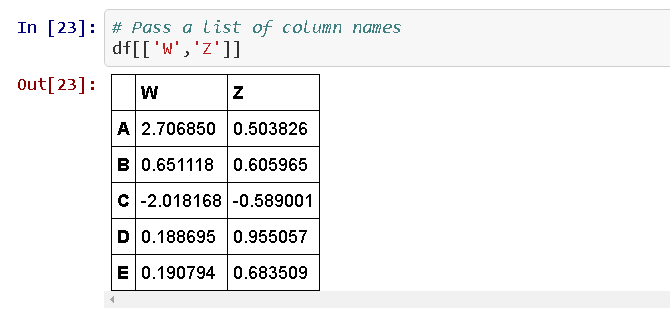 In [23]: # Pass a list of column names
df[['W','Z']]
Out[23]:
W Z
A 2.706850 0.503826
B 0.651118 0.605965
C -2.018168 -0.589001
D 0.188695 0.955057
E 0.190794 0.683509